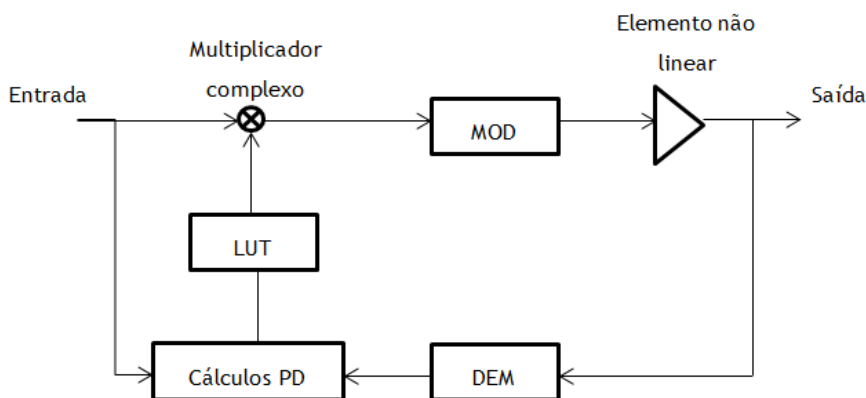 Elemento não
linear
Multiplicador
complexo
Entrada
Saída
MOD
LUT
Cálculos PD
DEM